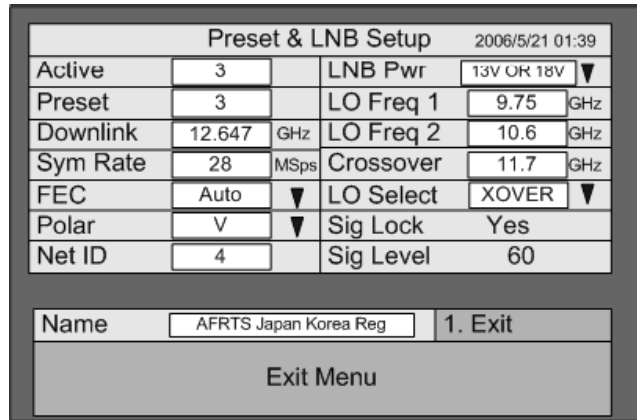 Preset & LNB Setup 2006/5/21 01:39
Active 3 LNB Pwr 13V OR 18V
Preset 3 LO Freq 1 9.75 GHz
Downlink 12.647 GHz LO Freq 2 10.6 GHz
Sym Rate 28 MSps Crossover 11.7 GHz
FEC Auto LO Select XOVER
Polar V Sig Lock Yes
Net ID 4 Sig Level 60
Name AFRTS Japan Korea Reg 1. Exit
Exit Menu